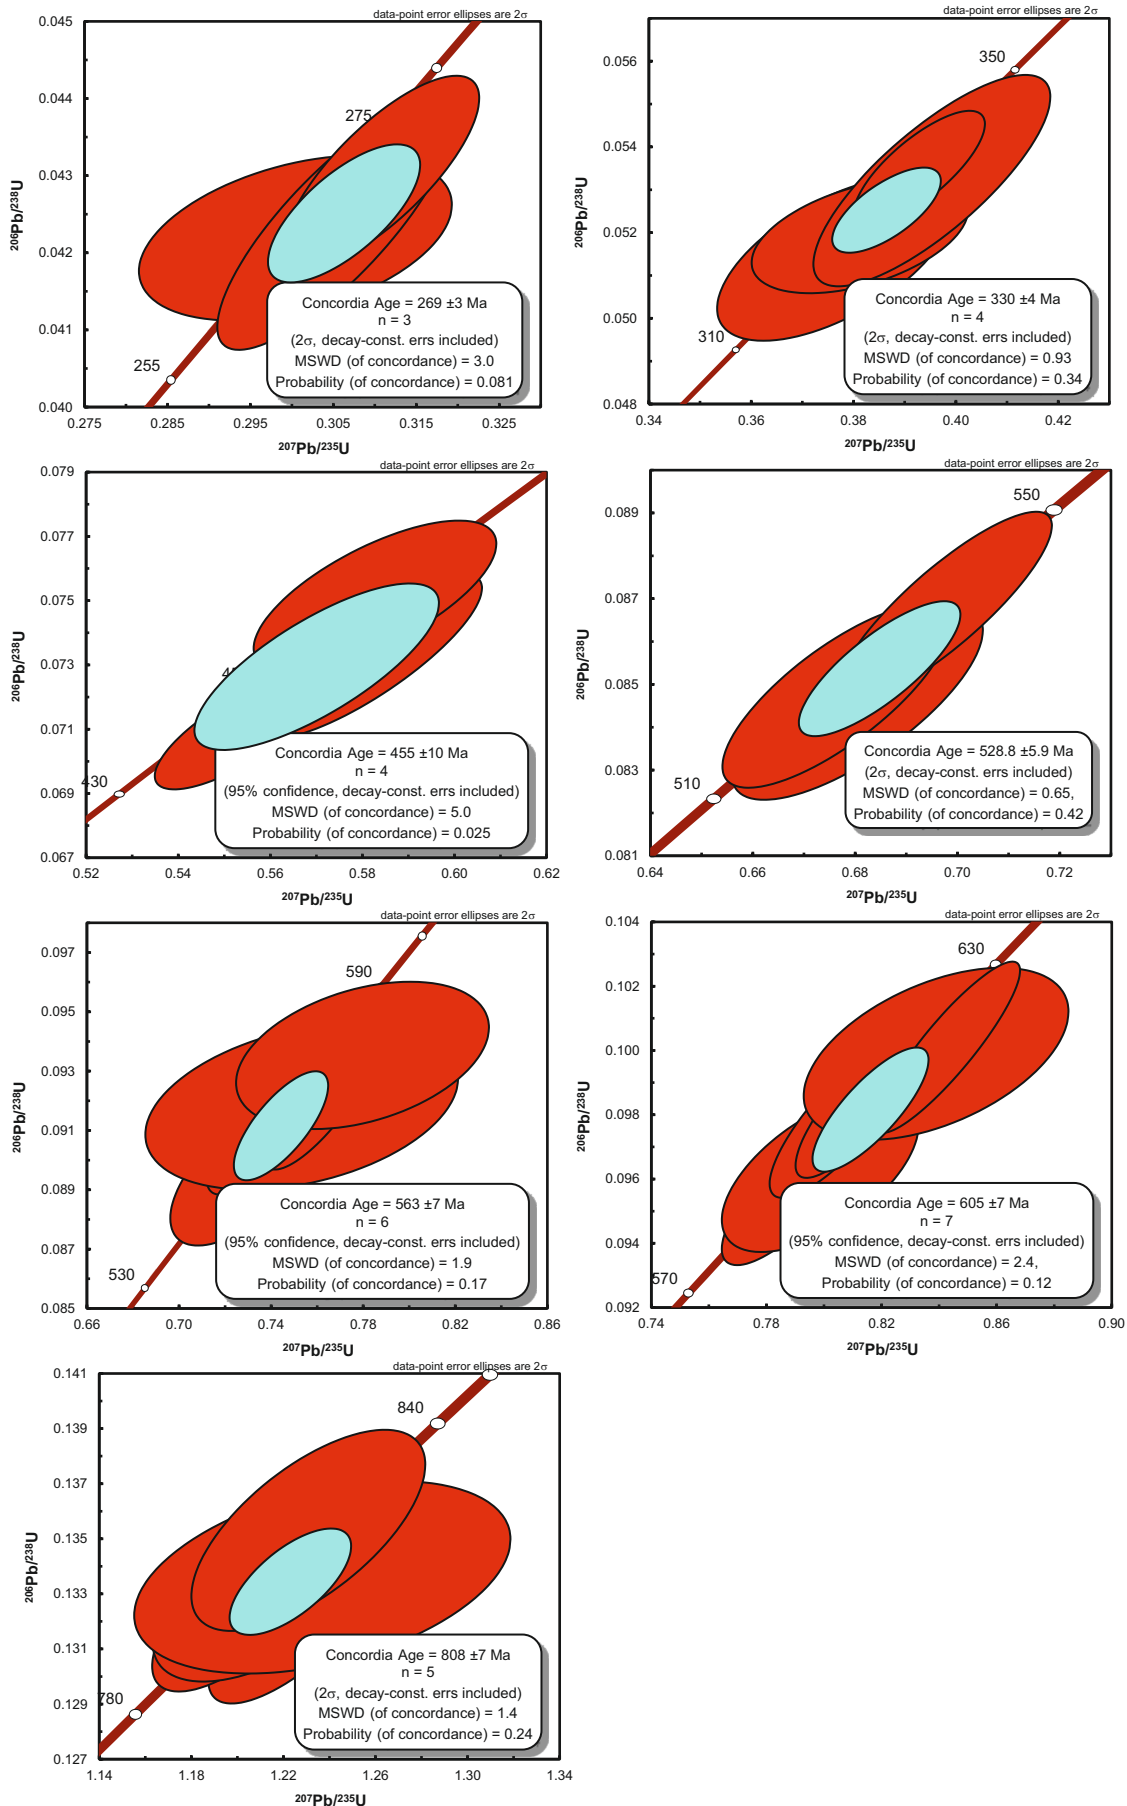 data-point error ellipses are 2σ
0.045
0.044
0.043
0.042
0.041
0.040
206Pb/238U
275
255
Concordia Age = 269 ±3 Ma
n = 3
(2σ, decay-const. errs included)
MSWD (of concordance) = 3.0
Probability (of concordance) = 0.081
0.275
0.285
0.295
0.305
0.315
0.325
207Pb/235U
data-point error ellipses are 2σ
0.056
0.054
0.052
0.050
0.048
206Pb/238U
350
310
Concordia Age = 330 ±4 Ma
n = 4
(2σ, decay-const. errs included)
MSWD (of concordance) = 0.93
Probability (of concordance) = 0.34
0.34
0.36
0.38
0.40
0.42
207Pb/235U
data-point error ellipses are 2σ
0.079
0.077
0.075
0.073
0.071
0.069
0.067
206Pb/238U
430
Concordia Age = 455 ±10 Ma
n = 4
(95% confidence, decay-const. errs included)
MSWD (of concordance) = 5.0
Probability (of concordance) = 0.025
0.52
0.54
0.56
0.58
0.60
0.62
207Pb/235U
data-point error ellipses are 2σ
0.089
0.087
0.085
0.083
0.081
206Pb/238U
550
510
Concordia Age = 528.8 ±5.9 Ma
(2σ, decay-const. errs included)
MSWD (of concordance) = 0.65,
Probability (of concordance) = 0.42
0.64
0.66
0.68
0.70
0.72
207Pb/235U
data-point error ellipses are 2σ
0.097
0.095
0.093
0.091
0.089
0.087
0.085
206Pb/238U
590
530
Concordia Age = 563 ±7 Ma
n = 6
(95% confidence, decay-const. errs included)
MSWD (of concordance) = 1.9
Probability (of concordance) = 0.17
0.66
0.70
0.74
0.78
0.82
0.86
207Pb/235U
data-point error ellipses are 2σ
0.104
0.102
0.100
0.098
0.096
0.094
0.092
206Pb/238U
630
570
Concordia Age = 605 ±7 Ma
n = 7
(95% confidence, decay-const. errs included)
MSWD (of concordance) = 2.4,
Probability (of concordance) = 0.12
0.74
0.78
0.82
0.86
0.90
207Pb/235U
data-point error ellipses are 2σ
0.141
0.139
0.137
0.135
0.133
0.131
0.129
0.127
206Pb/238U
840
780
Concordia Age = 808 ±7 Ma
n = 5
(2σ, decay-const. errs included)
MSWD (of concordance) = 1.4
Probability (of concordance) = 0.24
1.14
1.18
1.22
1.26
1.30
1.34
207Pb/235U